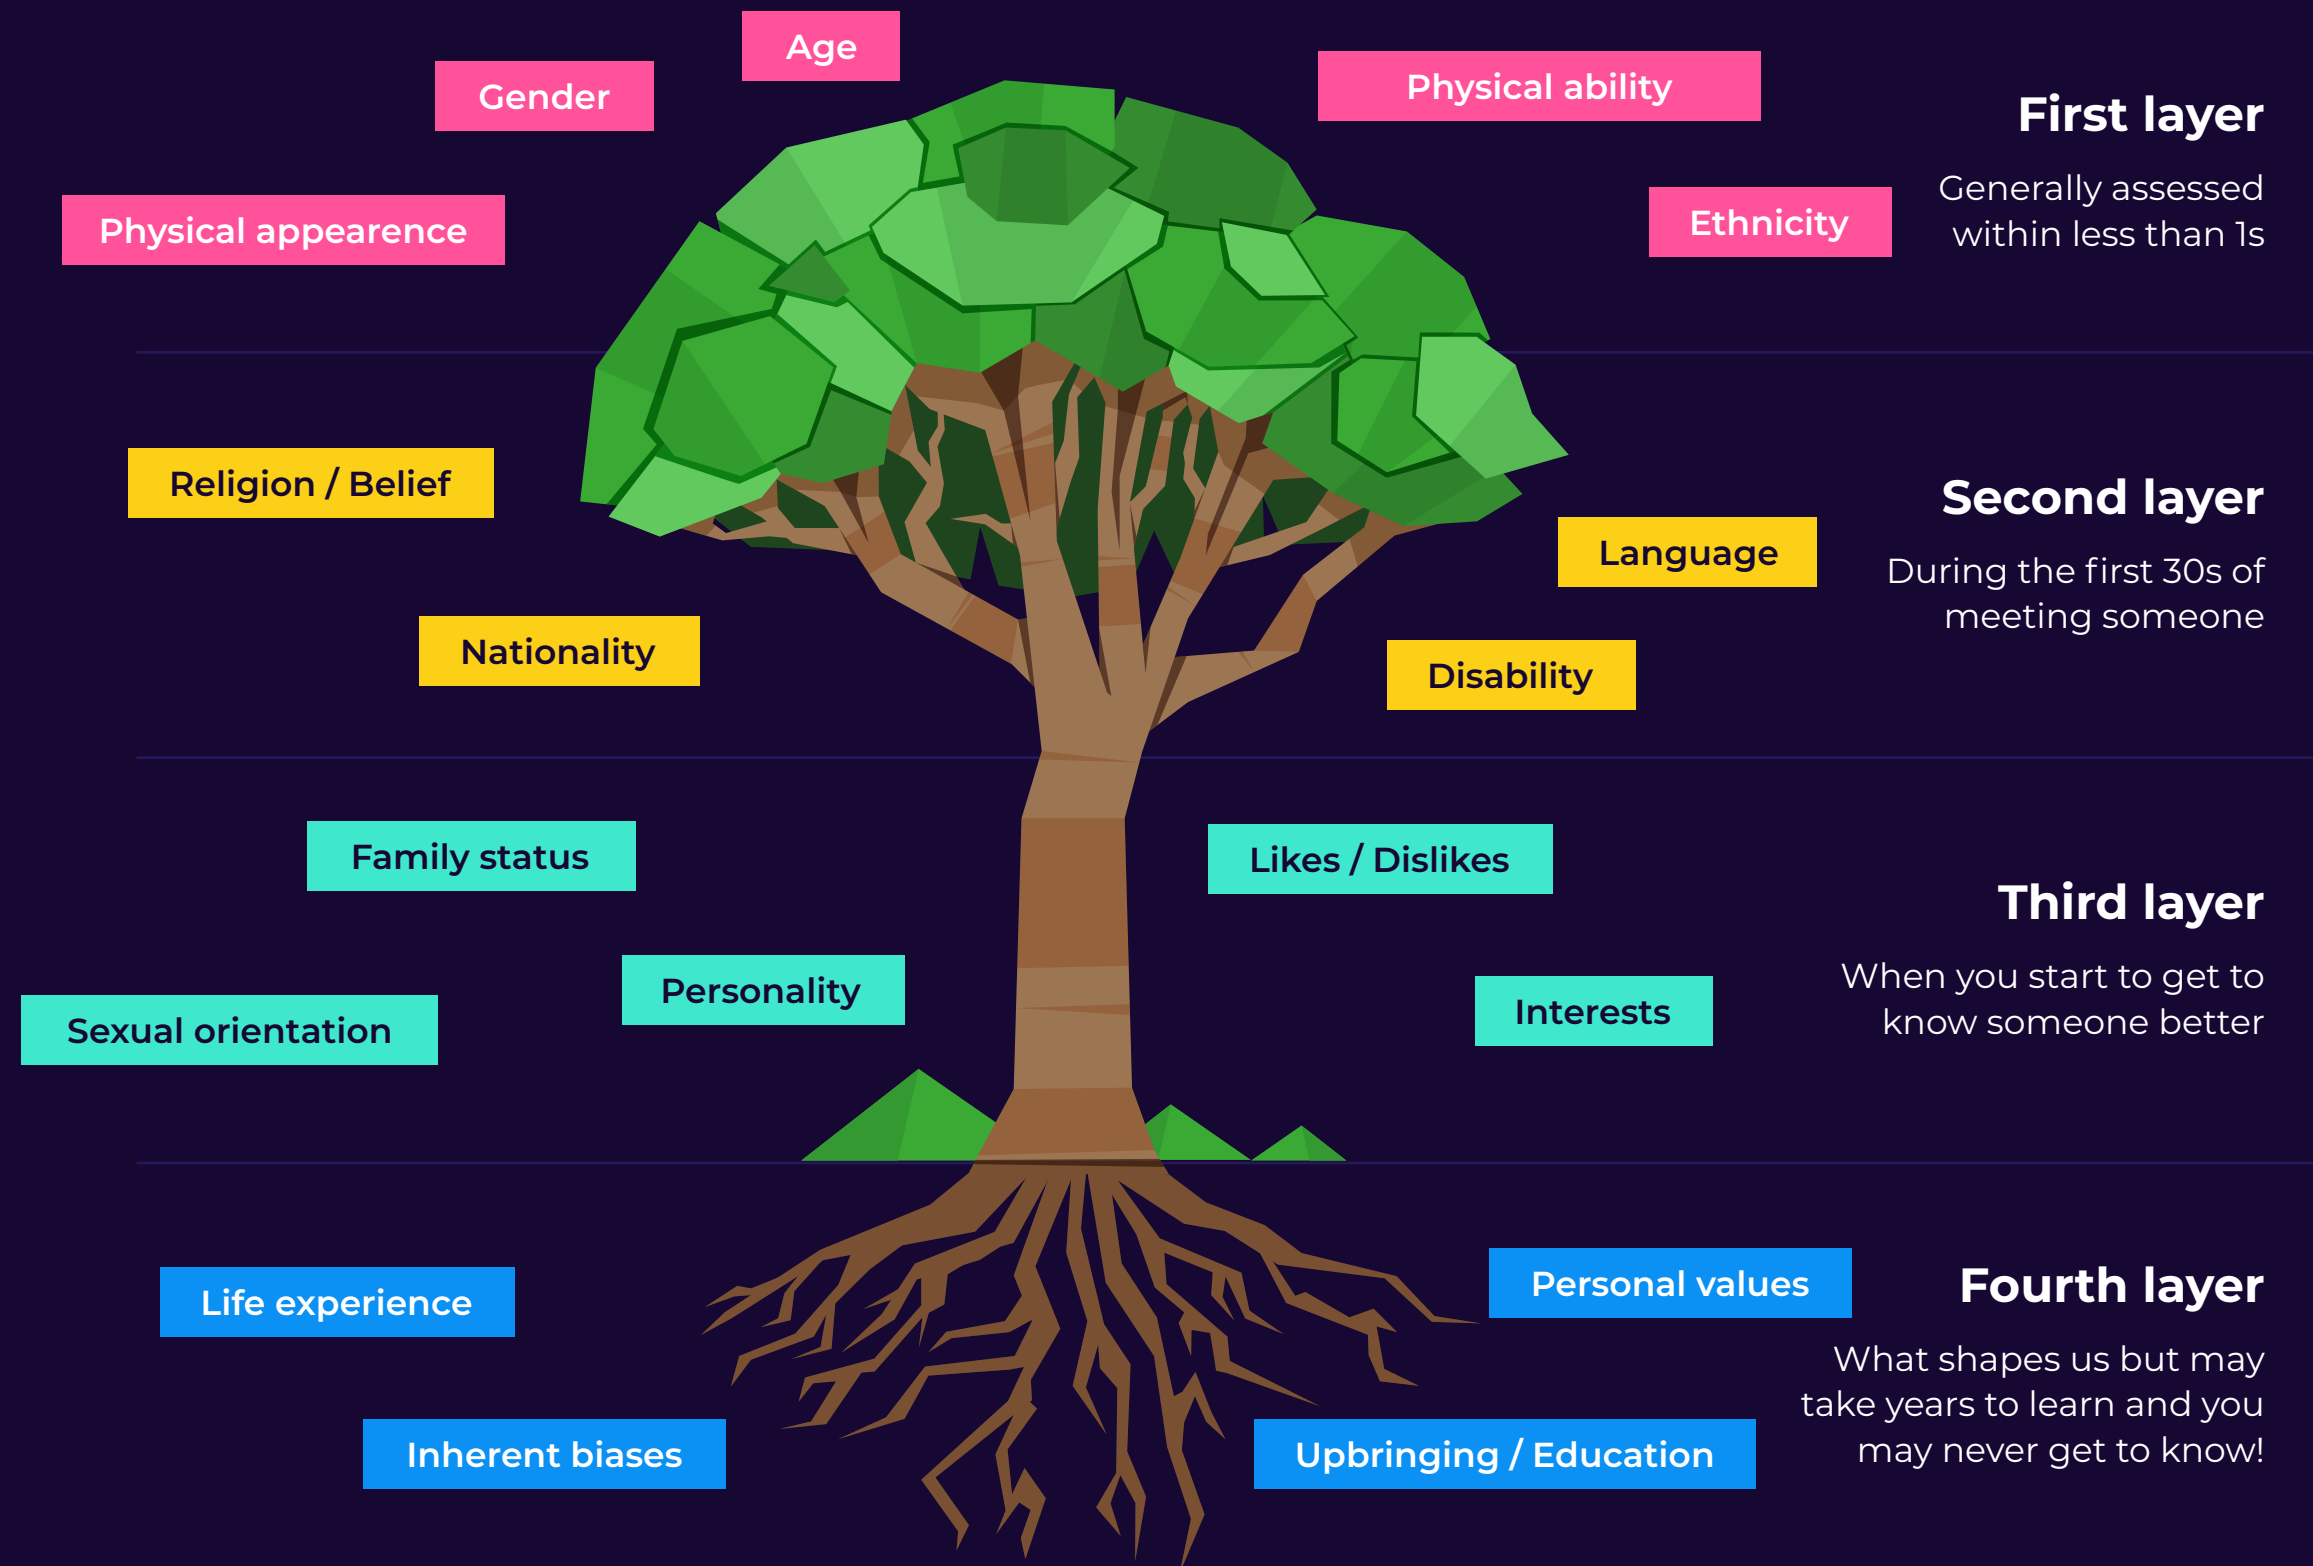 Age
Gender
Physical ability
Physical appearence
Ethnicity
First layer
Generally assessed
within less than 1s
Religion / Belief
Nationality
Language
Disability
Second layer
During the first 30s of
meeting someone
Family status
Likes / Dislikes
Personality
Sexual orientation
Interests
Third layer
When you start to get to
know someone better
Life experience
Personal values
Inherent biases
Upbringing / Education
Fourth layer
What shapes us but may
take years to learn and you
may never get to know!